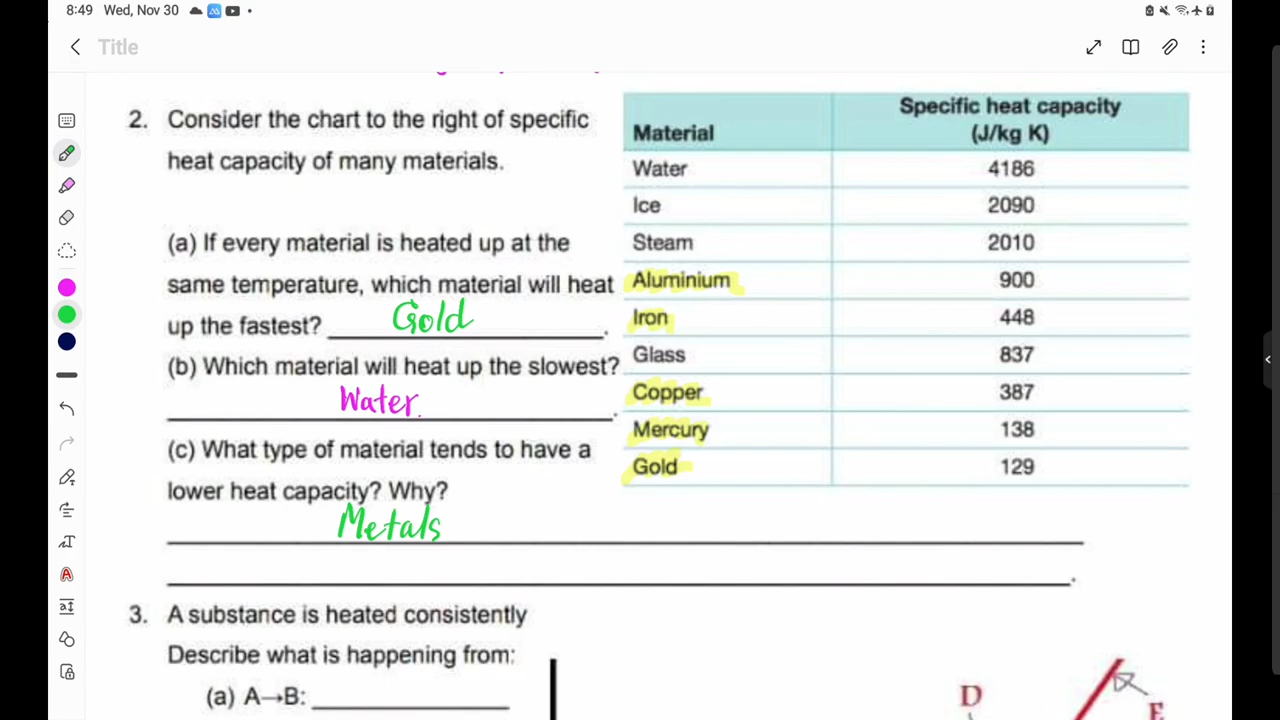 8:49 Wed, Nov 30
Title
2. Consider the chart to the right of specific
heat capacity of many materials.
(a) If every material is heated up at the
same temperature, which material will heat
up the fastest? Gold.
(b) Which material will heat up the slowest?
Water.
(c) What type of material tends to have a
lower heat capacity? Why?
Metals
.
Material Specific heat capacity (J/kg K)
Water 4186
Ice 2090
Steam 2010
Aluminium 900
Iron 448
Glass 837
Copper 387
Mercury 138
Gold 129
3. A substance is heated consistently
Describe what is happening from:
(a) A→B:
D
E